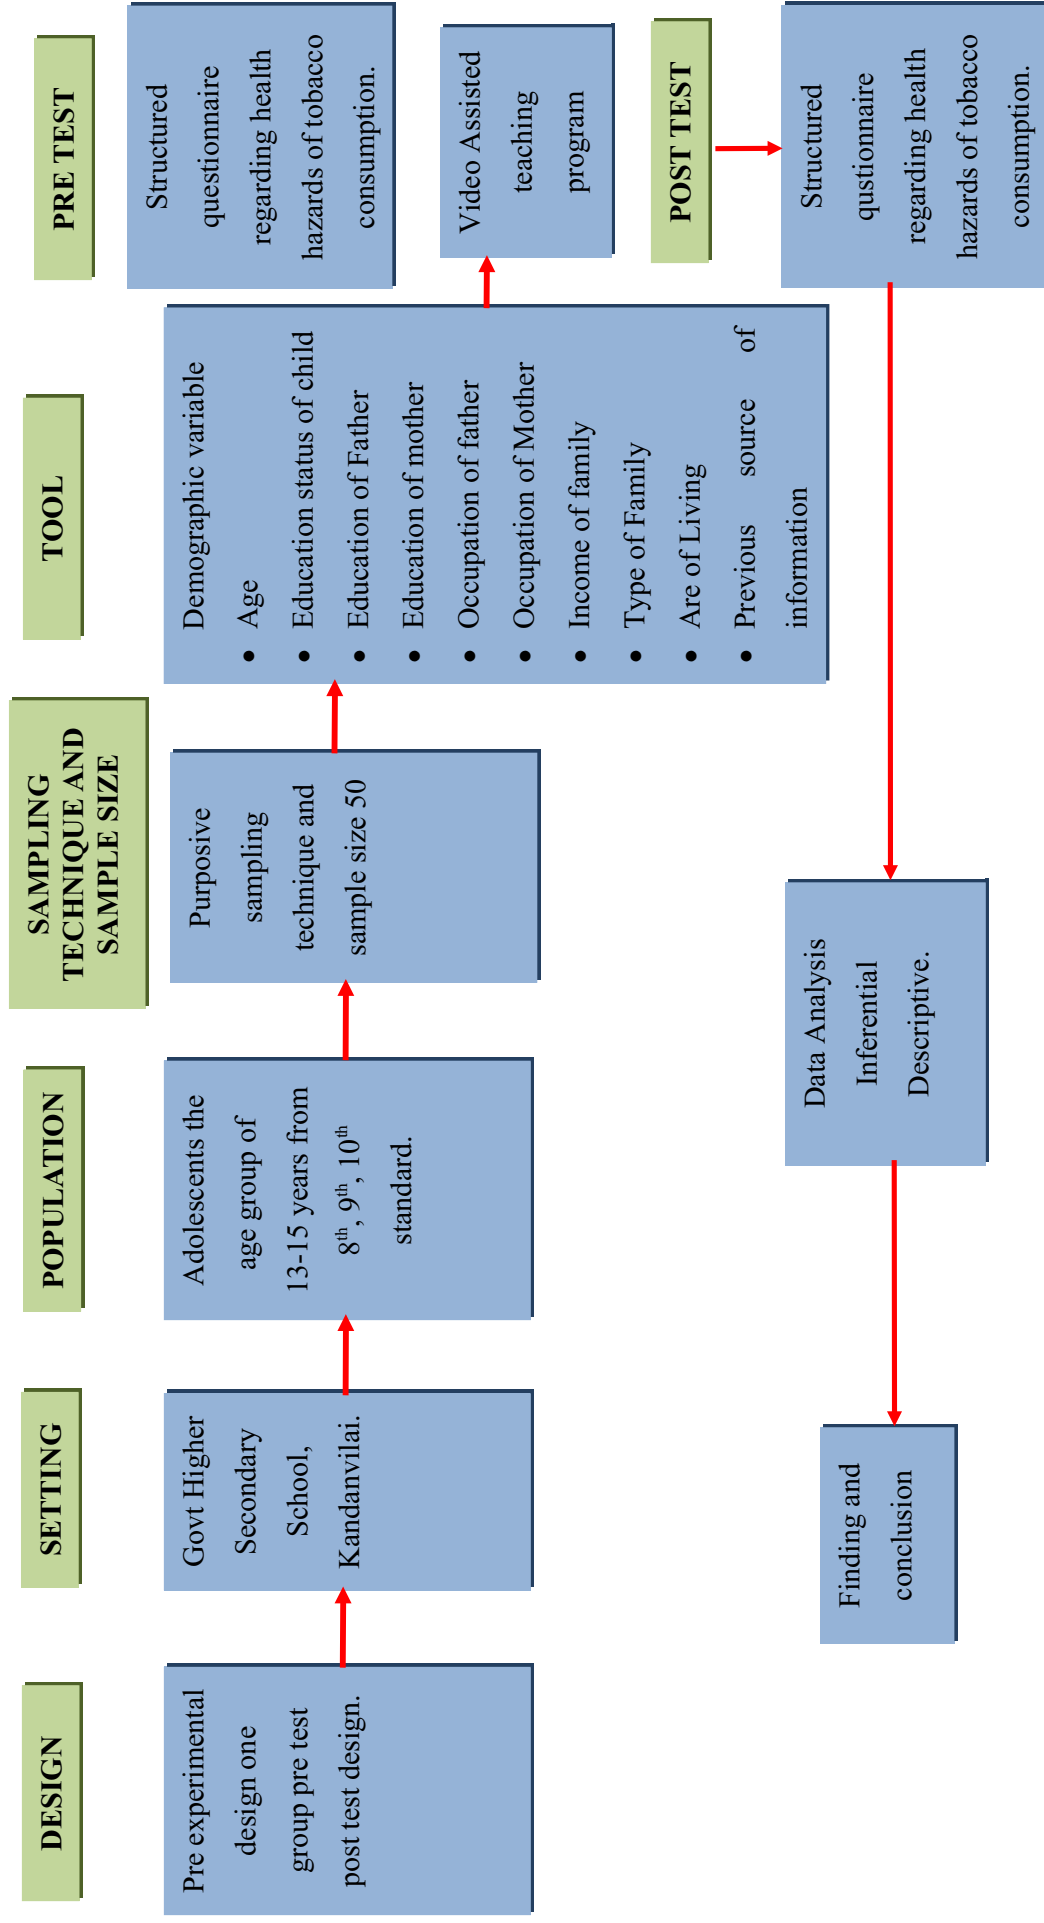 DESIGN
Pre experimental
design one
group pre test
post test design.
SETTING
Govt Higher
Secondary
School,
Kandanvilai.
POPULATION
Adolescents the
age group of
13-15 years from
8th, 9th, 10th
standard.
SAMPLING
TECHNIQUE AND
SAMPLE SIZE
Purposive
sampling
technique and
sample size 50
TOOL
Demographic variable
• Age
• Education status of child
• Education of Father
• Education of mother
• Occupation of father
• Occupation of Mother
• Income of family
• Type of Family
• Are of Living
• Previous source of
information
PRE TEST
Structured
questionnaire
regarding health
hazards of tobacco
consumption.
Video Assisted
teaching
program
POST TEST
Structured
qustionnaire
regarding health
hazards of tobacco
consumption.
Data Analysis
Inferential
Descriptive.
Finding and
conclusion